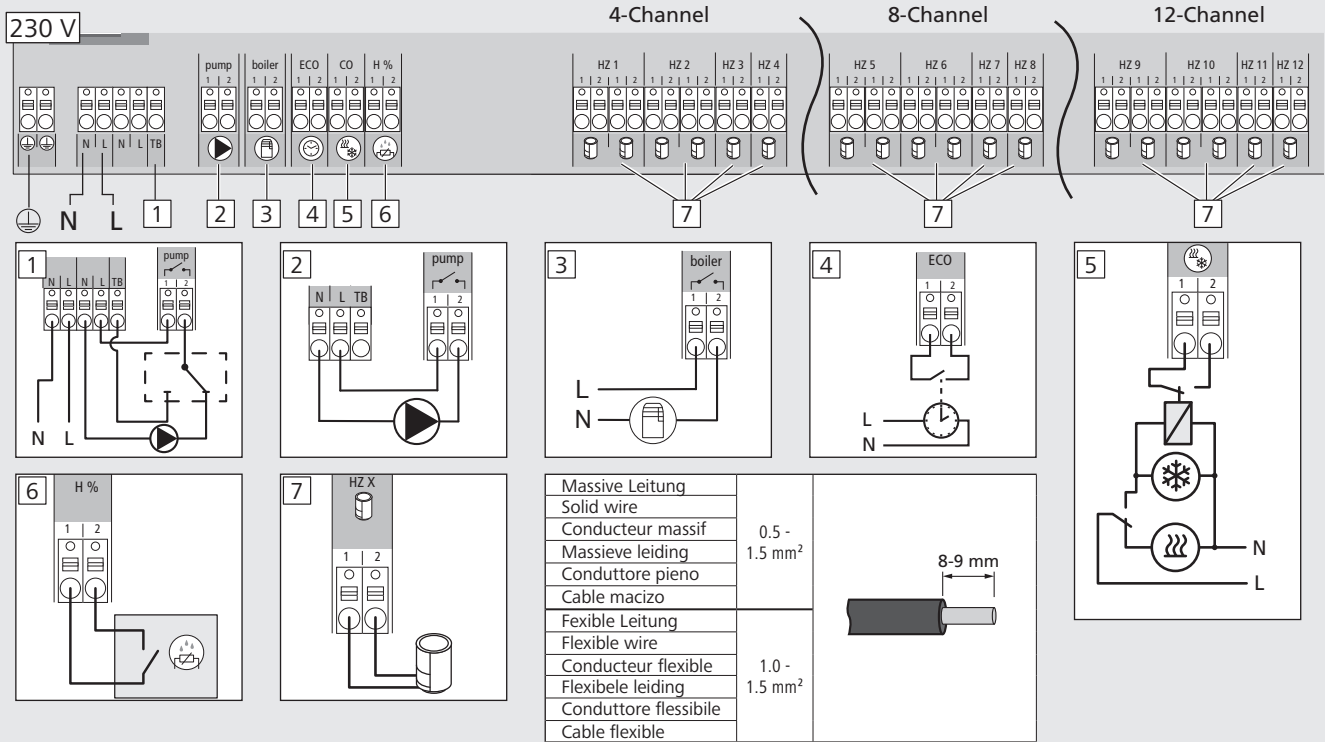 4-Channel 8-Channel 12-Channel
230 V
pump boiler ECO CO H % HZ 1 HZ 2 HZ 3 HZ 4 HZ 5 HZ 6 HZ 7 HZ 8 HZ 9 HZ 10 HZ 11 HZ 12
1 2 1 2 1 2 1 2 1 2 1 2 1 2 1 2 1 2 1 2 1 2 1 2 1 2 1 2 1 2 1 2 1 2 1 2 1 2 1 2 1 2 1 2 1 2
N L N L TB
N L 1 2 3 4 5 6 7 7 7
1
pump
N L N L TB 1 2
N L
2
pump
N L TB 1 2
3
boiler
1 2
L
N
4
ECO
1 2
L
N
5
1 2
N
L
6
H %
1 2
7
HZ X
1 2
Massive Leitung
Solid wire
Conducteur massif
Massieve leiding
Conduttore pieno
Cable macizo
0.5 -
1.5 mm²
Fexible Leitung
Flexible wire
Conducteur flexible
Flexibele leiding
Conduttore flessibile
Cable flexible
1.0 -
1.5 mm²
8-9 mm